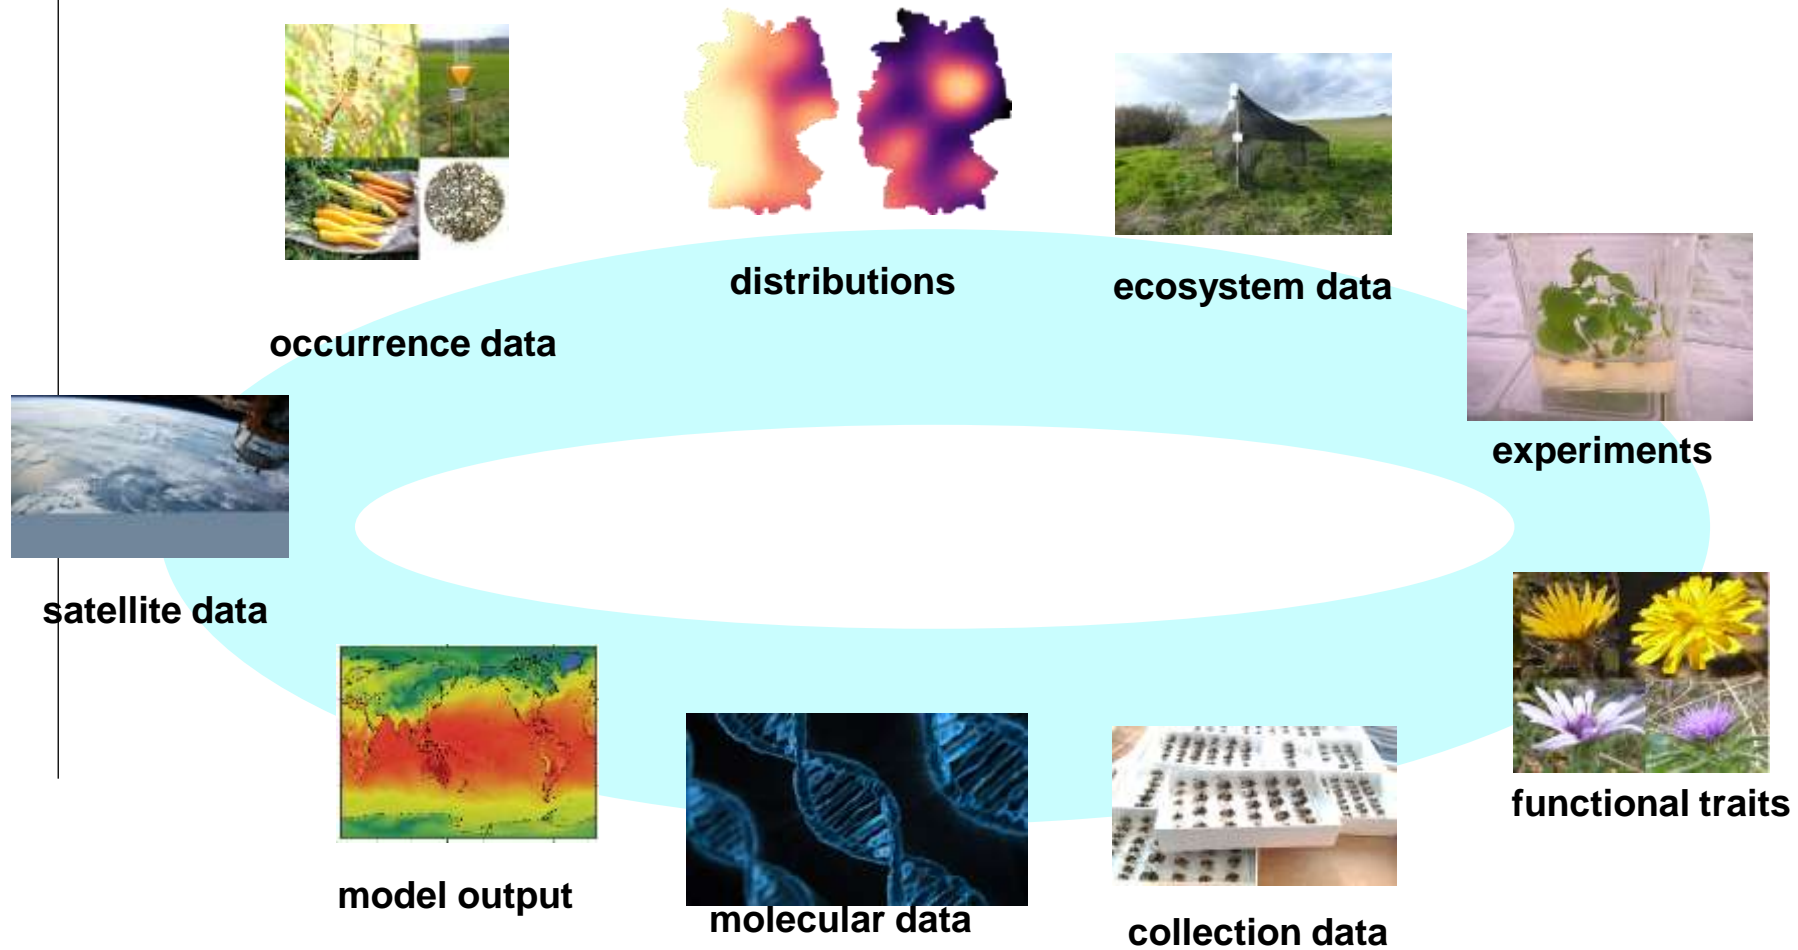 distributions
ecosystem data
occurrence data
experiments
satellite data
functional traits
model output
molecular data
collection data